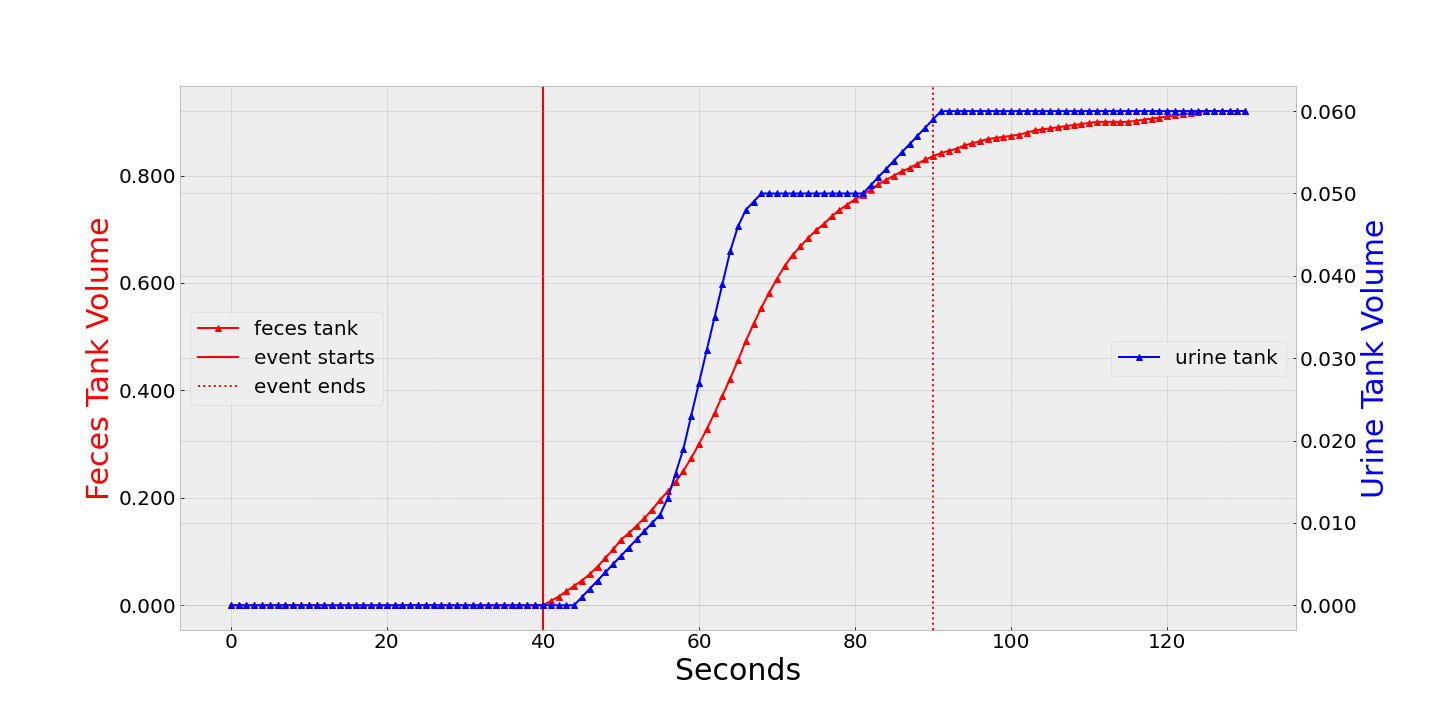 Feces Tank Volume
0.800
0.600
0.400
0.200
0.000
feces tank
event starts
event ends
urine tank
0.060
0.050
0.040
0.030
0.020
0.010
0.000
Urine Tank Volume
0 20 40 60 80 100 120
Seconds